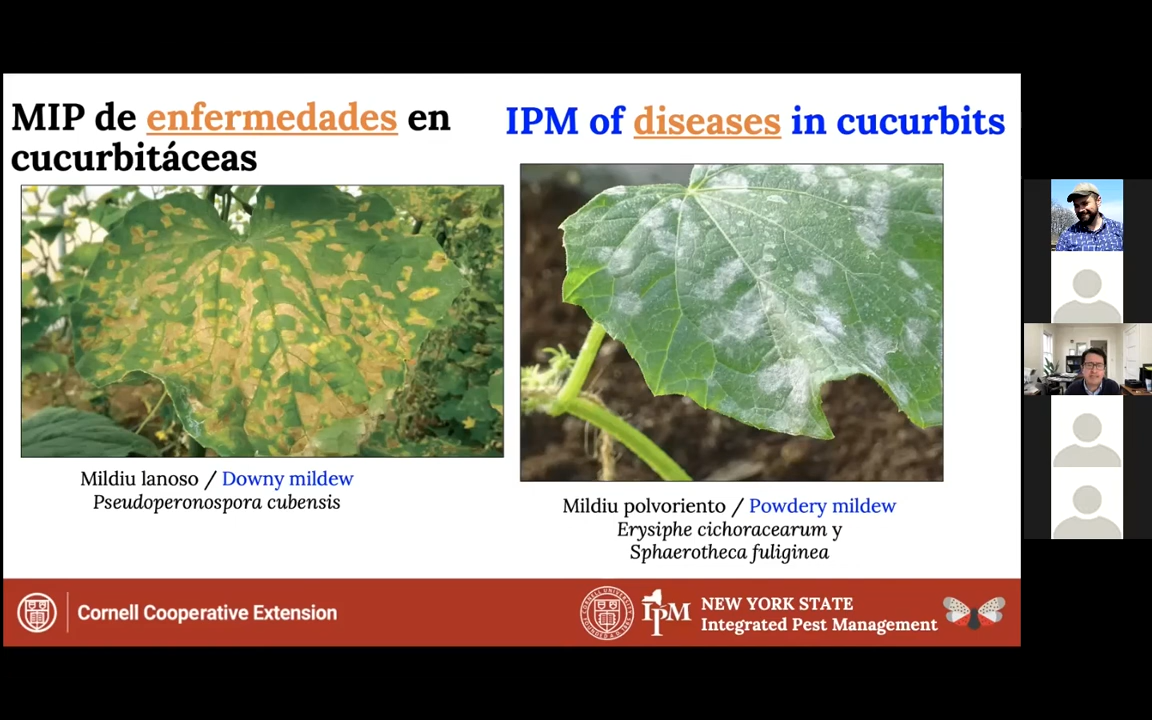 MIP de enfermedades en
cucurbitáceas
IPM of diseases in cucurbits
Mildiu lanoso / Downy mildew
Pseudoperonospora cubensis
Mildiu polvoriento / Powdery mildew
Erysiphe cichoracearum y
Sphaerotheca fuliginea
Cornell Cooperative Extension
IPM
NEW YORK STATE
Integrated Pest Management